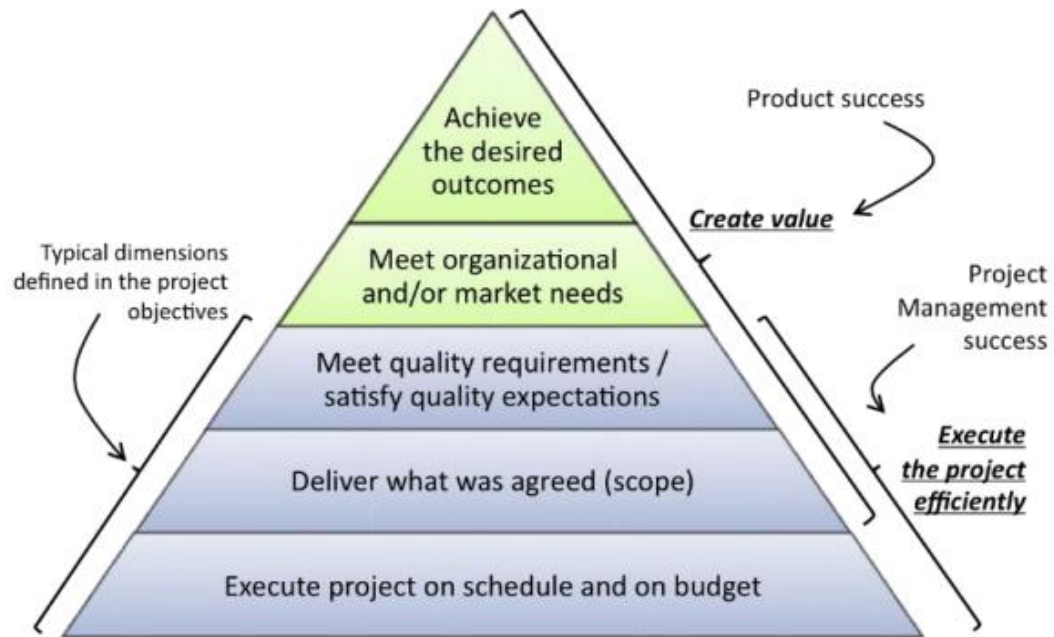 Achieve
the desired
outcomes
Product success
Create value
Typical dimensions
defined in the project
objectives
Meet organizational
and/or market needs
Project
Management
success
Meet quality requirements /
satisfy quality expectations
Execute
the project
efficiently
Deliver what was agreed (scope)
Execute project on schedule and on budget